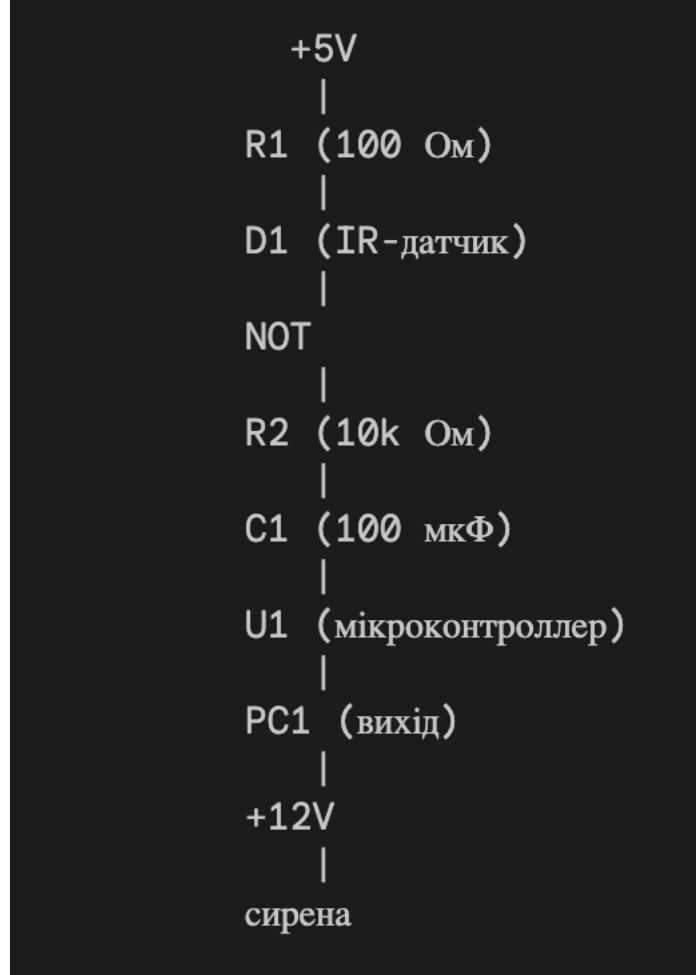 +5V
|
R1 (100 Ом)
|
D1 (IR-датчик)
|
NOT
|
R2 (10k Ом)
|
C1 (100 мкФ)
|
U1 (мікроконтроллер)
|
PC1 (вихід)
|
+12V
|
сирена